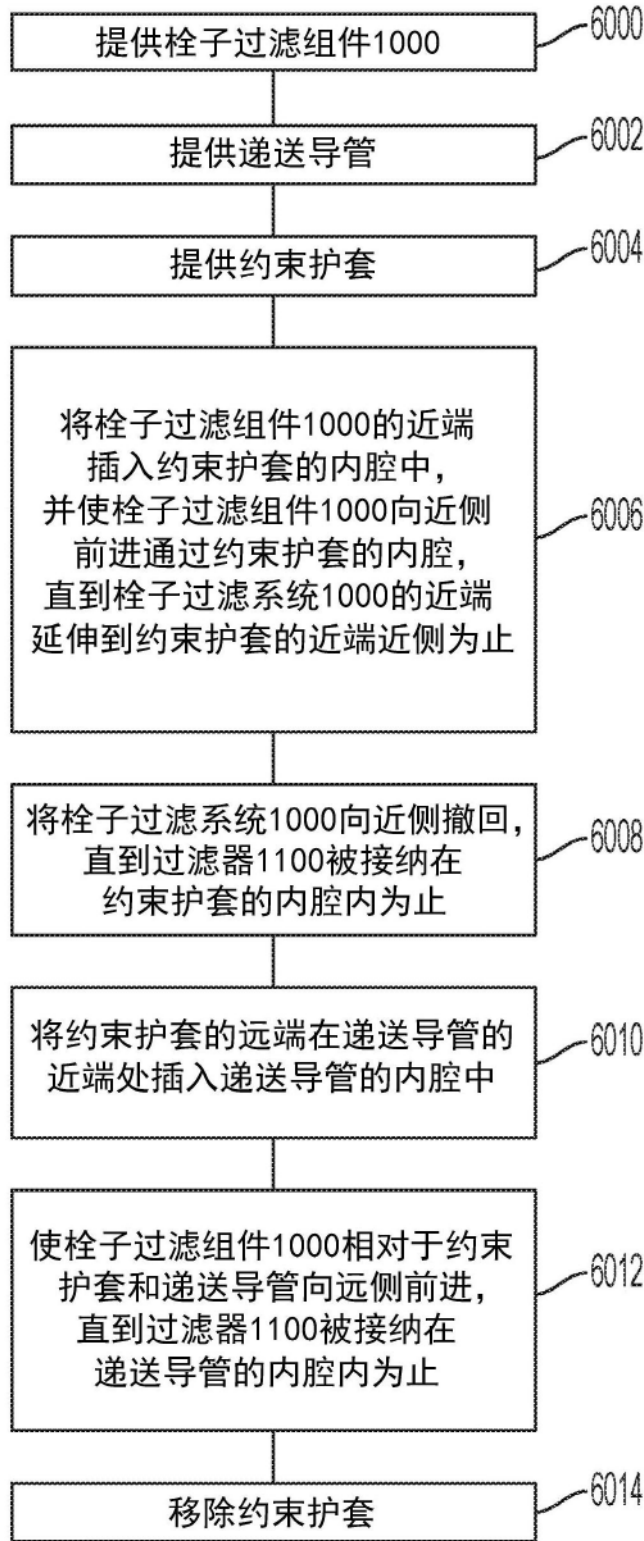 提供栓子过滤组件1000
6000
提供递送导管
6002
提供约束护套
6004
将栓子过滤组件1000的近端
插入约束护套的内腔中，
并使栓子过滤组件1000向近侧
前进通过约束护套的内腔，
直到栓子过滤系统1000的近端
延伸到约束护套的近端近侧为止
6006
将栓子过滤系统1000向近侧撤回，
直到过滤器1100被接纳在
约束护套的内腔内为止
6008
将约束护套的远端在递送导管的
近端处插入递送导管的内腔中
6010
使栓子过滤组件1000相对于约束
护套和递送导管向远侧前进，
直到过滤器1100被接纳在
递送导管的内腔内为止
6012
移除约束护套
6014